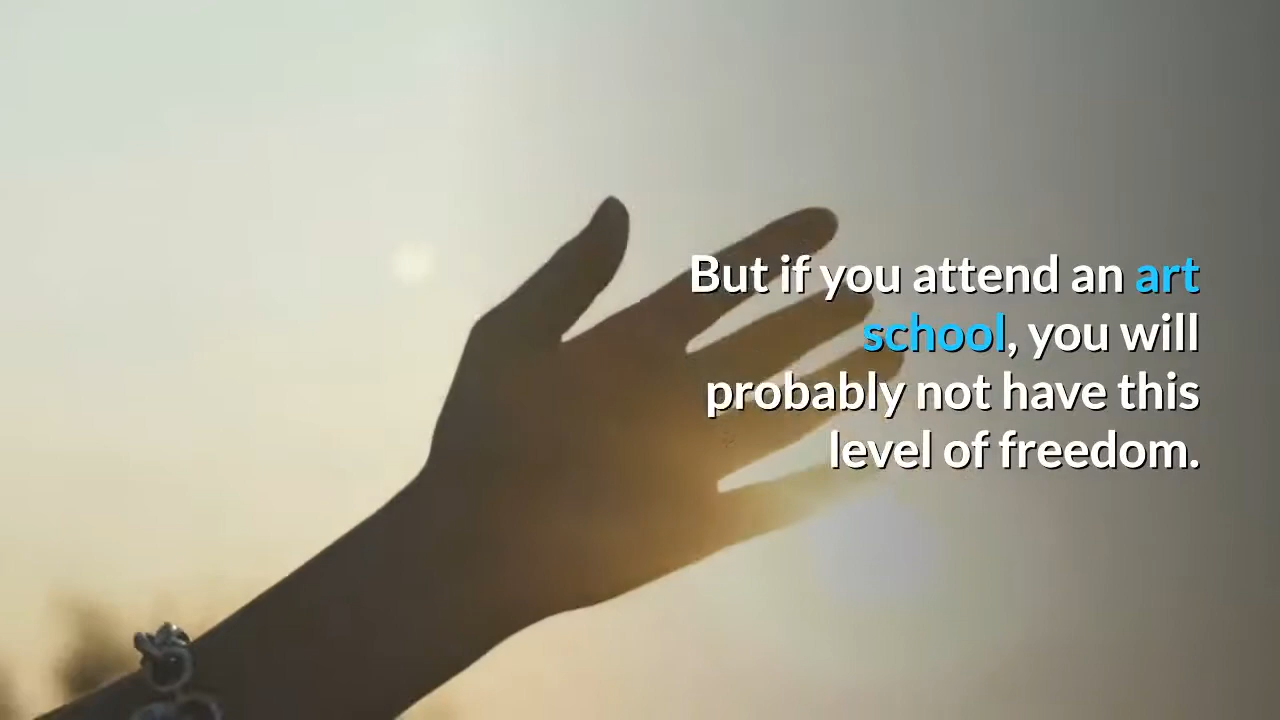 But if you attend an art
school, you will
probably not have this
level of freedom.